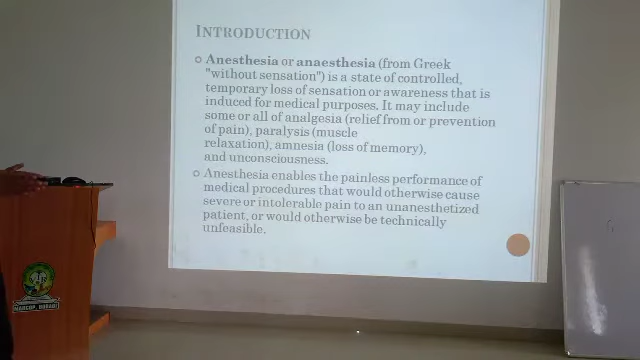 INTRODUCTION
Anesthesia or anaesthesia (from Greek
"without sensation") is a state of controlled,
temporary loss of sensation or awareness that is
induced for medical purposes. It may include
some or all of analgesia (relief from or prevention
of pain), paralysis (muscle
relaxation), amnesia (loss of memory),
and unconsciousness.
Anesthesia enables the painless performance of
medical procedures that would otherwise cause
severe or intolerable pain to an unanesthetized
patient, or would otherwise be technically
unfeasible.